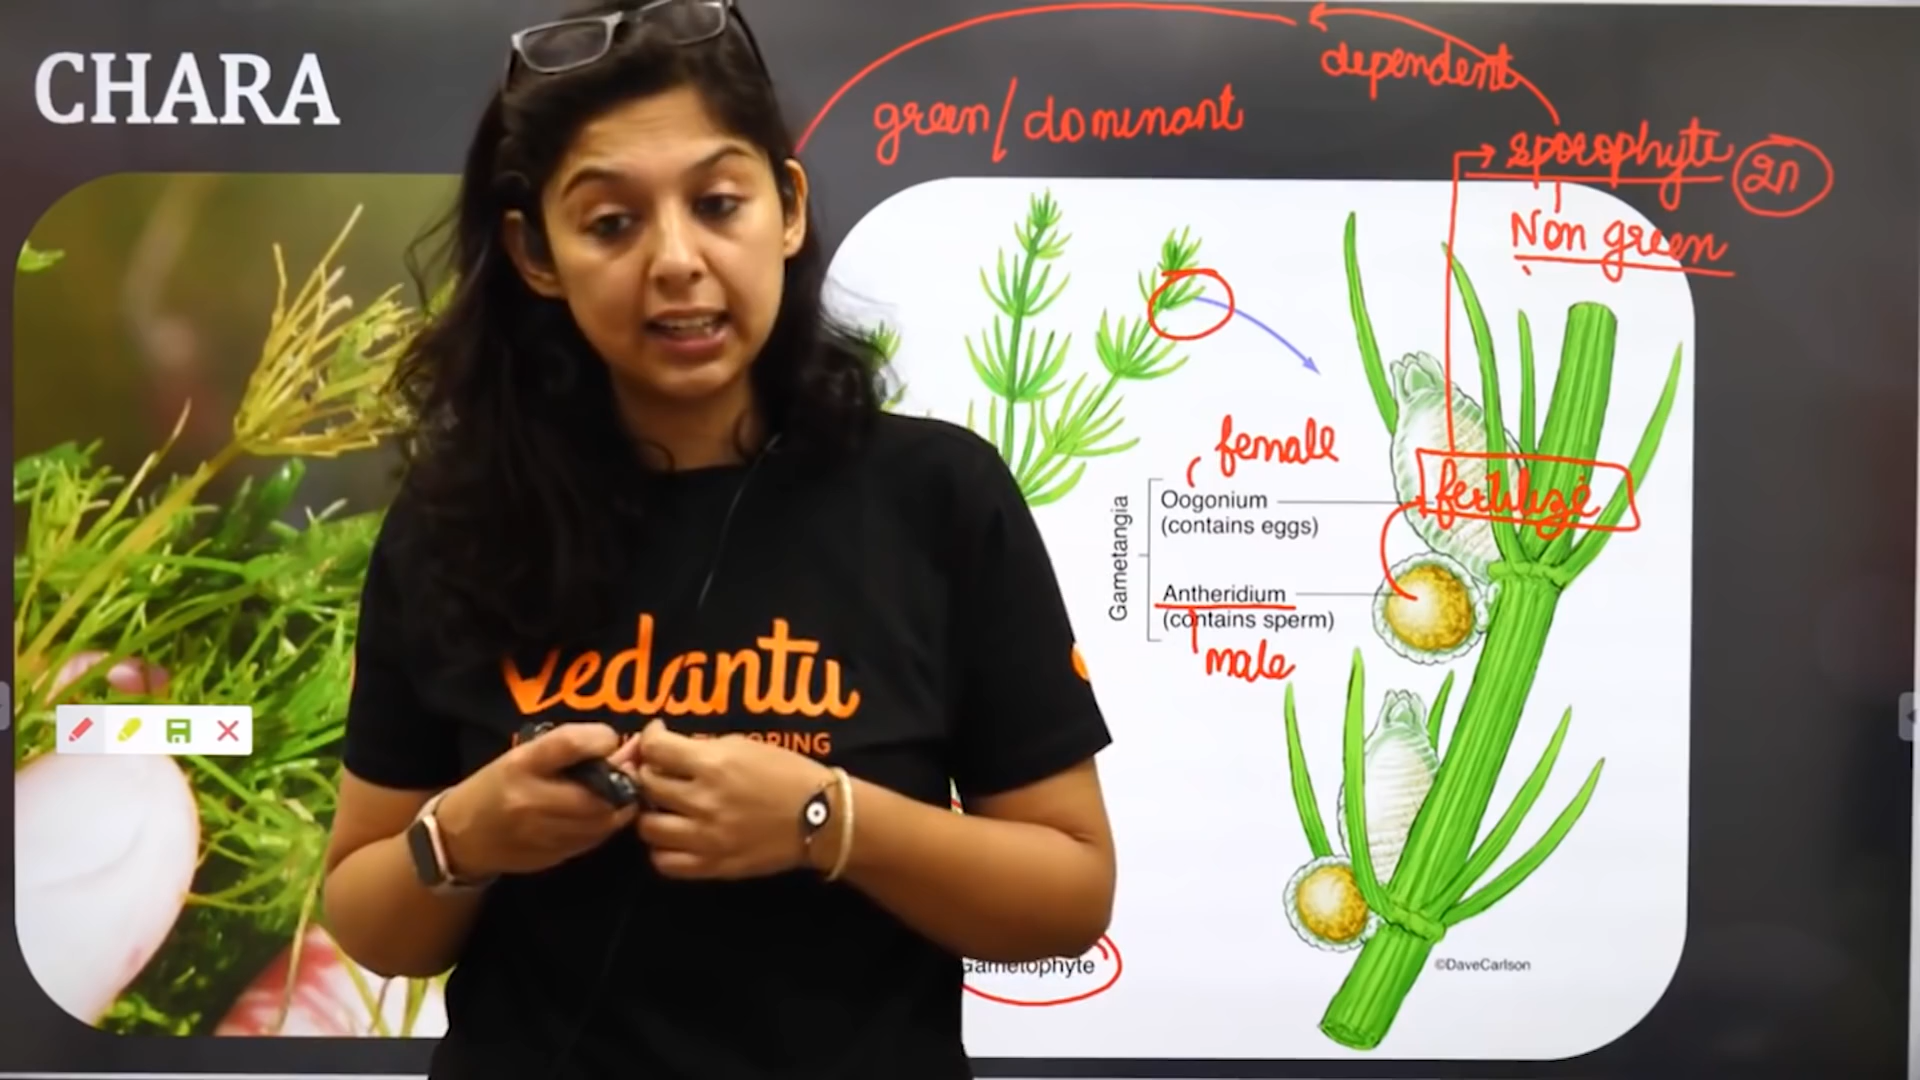 CHARA
dependent
green/dominant
sporophyte 2n
Non green
female
Oogonium
(contains eggs)
fertilize
Gametangia
Antheridium
(contains sperm)
male
vedantu
Gametophyte
©DaveCarlson